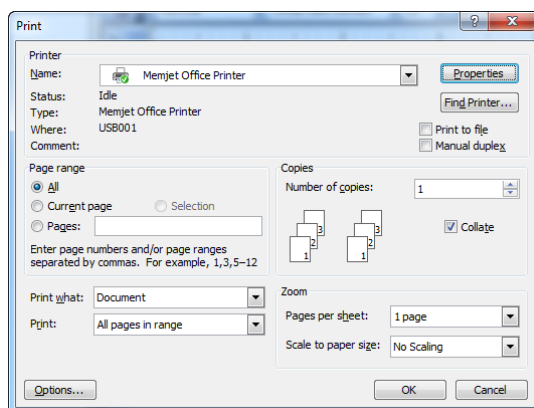 Print
?
X
Printer
Name: Memjet Office Printer
Properties
Status: Idle
Type: Memjet Office Printer
Find Printer...
Where: USB001
Print to file
Comment:
Manual duplex
Page range
All
Current page Selection
Pages:
Enter page numbers and/or page ranges
separated by commas. For example, 1,3,5–12
Copies
Number of copies: 1
1 2 3
1 2 3
Collate
Print what: Document
Print: All pages in range
Zoom
Pages per sheet: 1 page
Scale to paper size: No Scaling
Options... OK Cancel